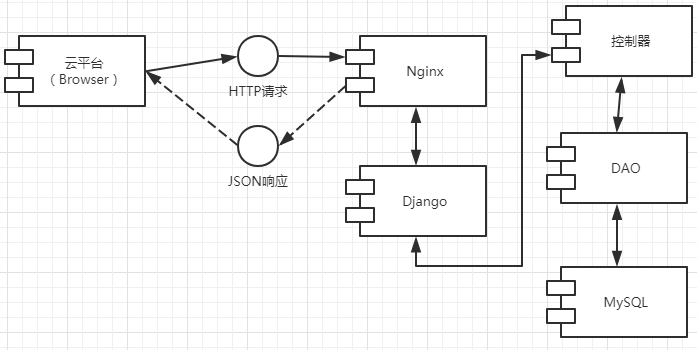 云平台
（Browser）
HTTP请求
JSON响应
Nginx
Django
控制器
DAO
MySQL